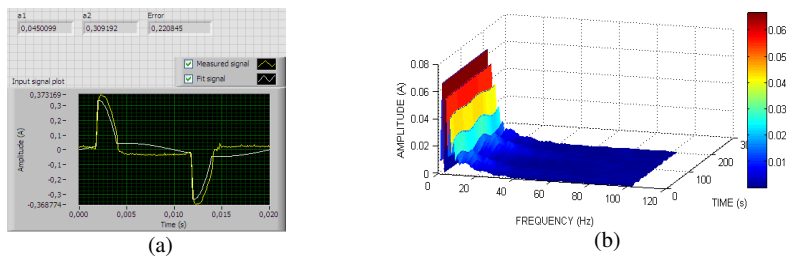 a1 a2 Error
0,0450099 0,309192 0,220845
Measured signal
Fit signal
Input signal plot
0,373169
0,3
0,2
0,1
0
-0,1
-0,2
-0,3
-0,368774
Amplitude (A)
0,000 0,005 0,010 0,015 0,020
Time (s)
(a)
0.08
0.06
0.04
0.02
0
AMPLITUDE (A)
0 20 40 60 80 100 120
FREQUENCY (Hz)
0 100 200
TIME (s)
0.06
0.05
0.04
0.03
0.02
0.01
(b)